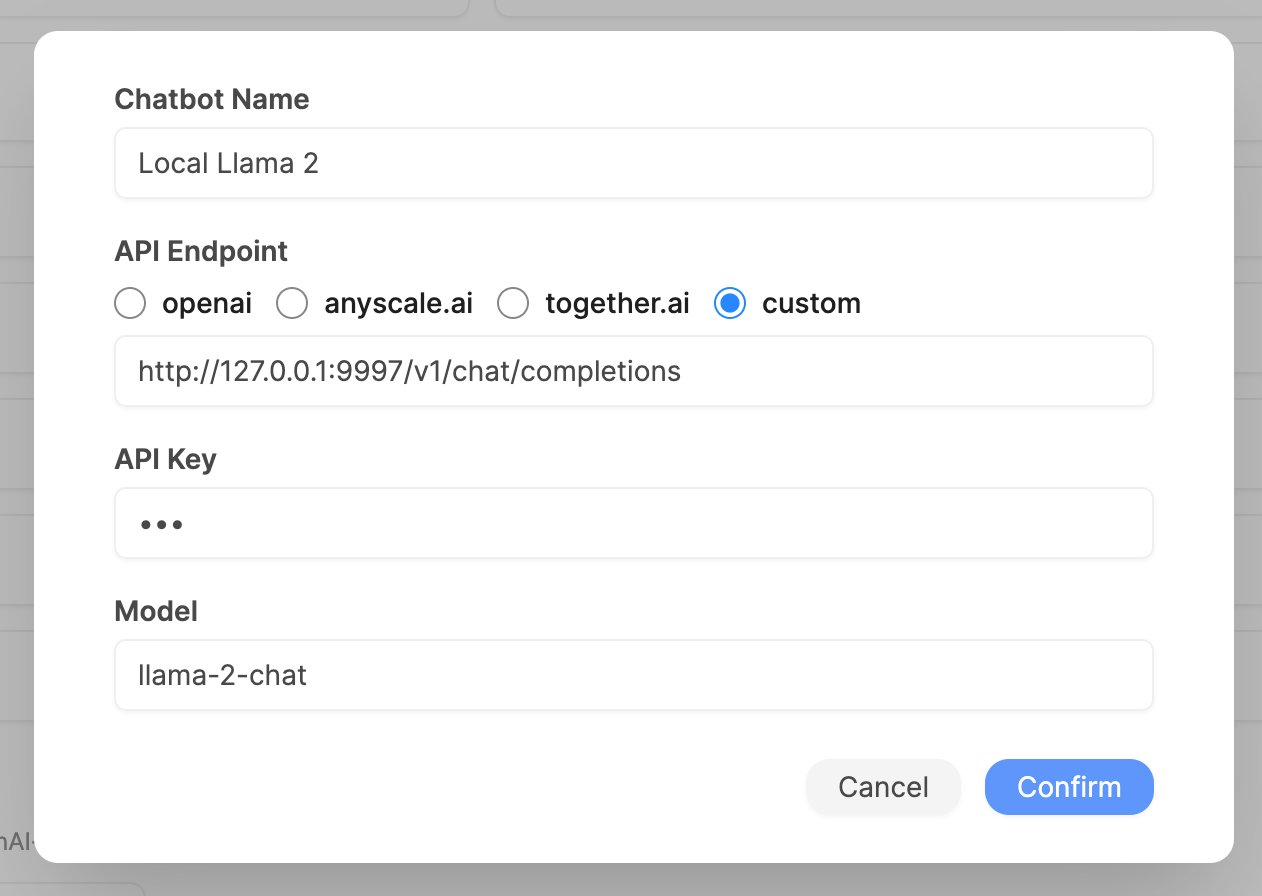 Chatbot Name
Local Llama 2
API Endpoint
openai anyscale.ai together.ai custom
http://127.0.0.1:9997/v1/chat/completions
API Key
•••
Model
llama-2-chat
Cancel Confirm